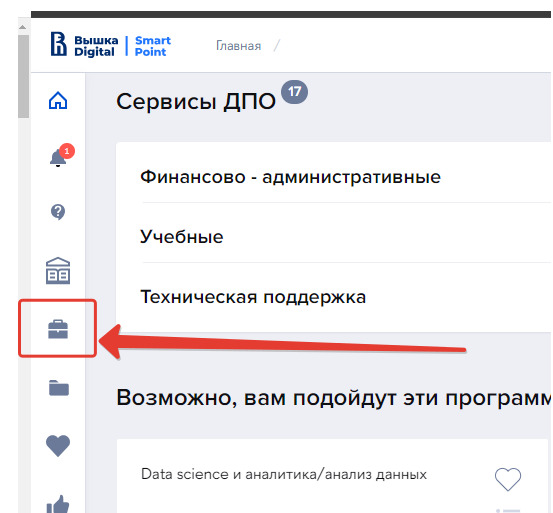 Вышка Digital
Smart Point
Главная /
Сервисы ДПО 17
1
Финансово - административные
Учебные
Техническая поддержка
Возможно, вам подойдут эти
Data science и аналитика/анализ данных